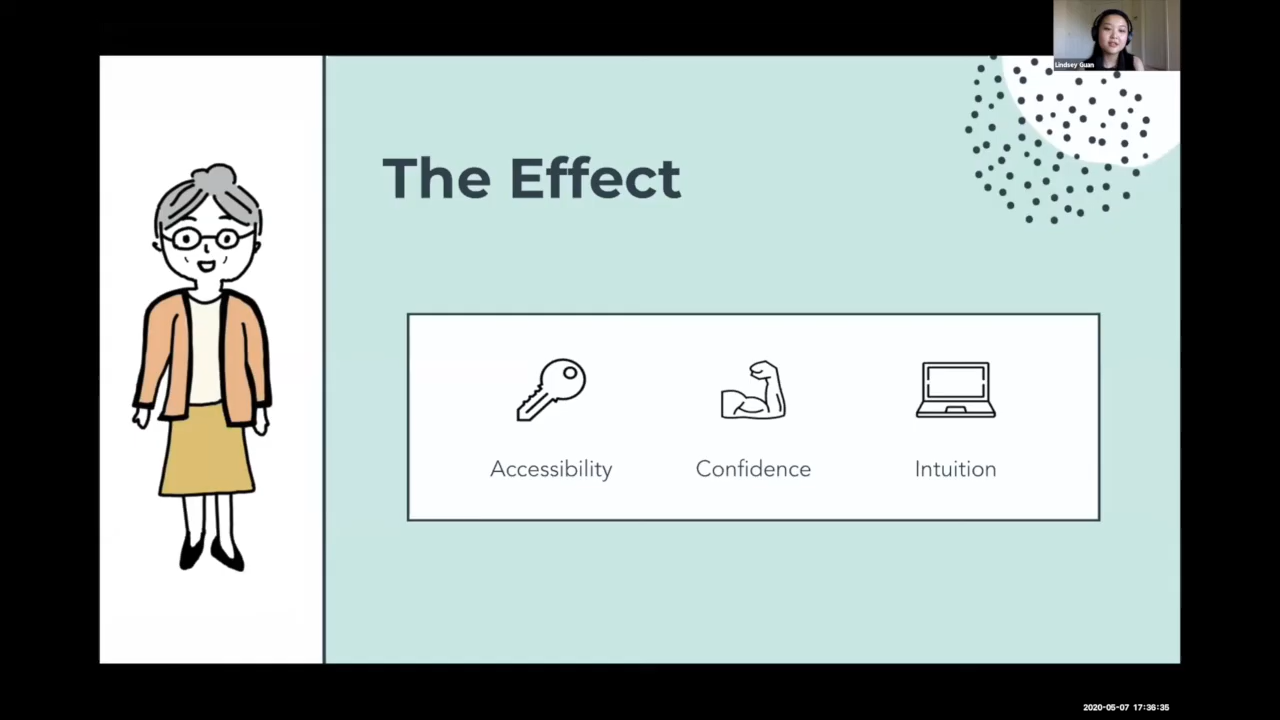 Lindsey Guan
The Effect
Accessibility
Confidence
Intuition
2020-05-07 17:36:35